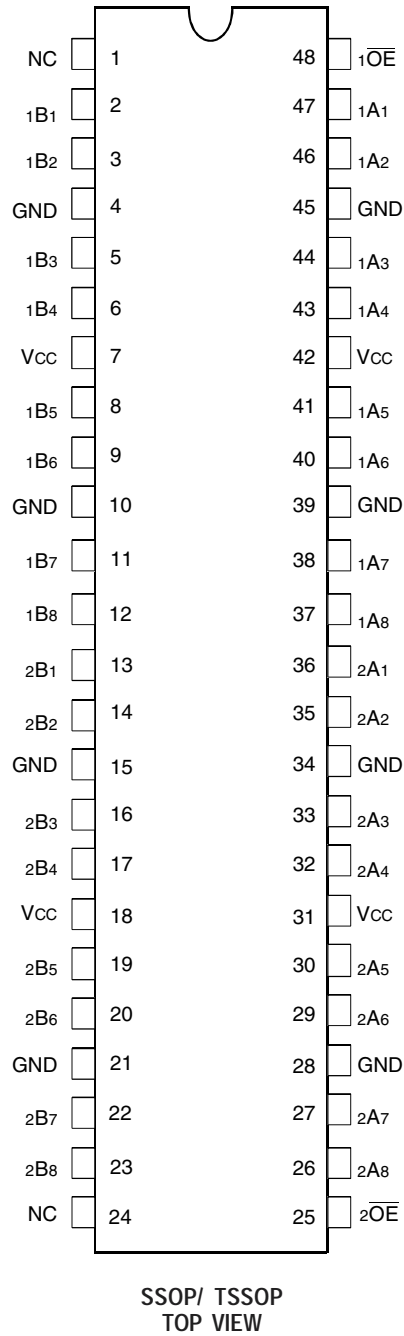 NC 1 48 1OE
1B1 2 47 1A1
1B2 3 46 1A2
GND 4 45 GND
1B3 5 44 1A3
1B4 6 43 1A4
VCC 7 42 VCC
1B5 8 41 1A5
1B6 9 40 1A6
GND 10 39 GND
1B7 11 38 1A7
1B8 12 37 1A8
2B1 13 36 2A1
2B2 14 35 2A2
GND 15 34 GND
2B3 16 33 2A3
2B4 17 32 2A4
VCC 18 31 VCC
2B5 19 30 2A5
2B6 20 29 2A6
GND 21 28 GND
2B7 22 27 2A7
2B8 23 26 2A8
NC 24 25 2OE
SSOP/ TSSOP
TOP VIEW